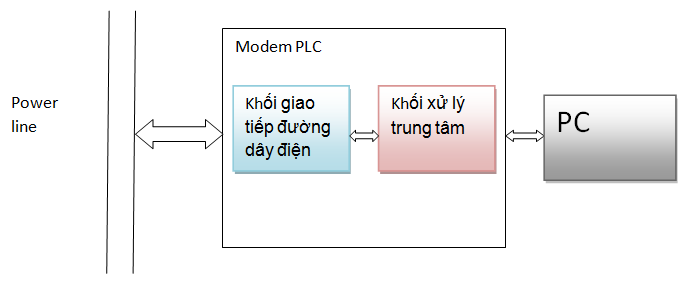 Modem PLC
Power
line
Khối giao
tiếp đường
dây điện
Khối xử lý
trung tâm
PC